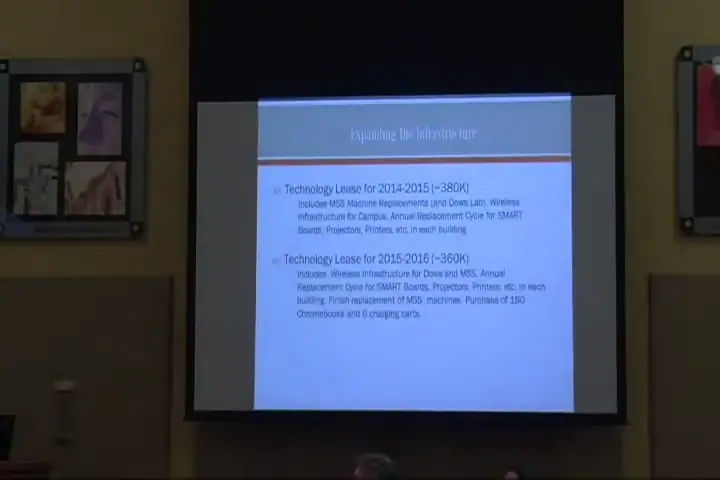 Expanding the Infrastructure
Technology Lease for 2014-2015 (~380K)
Includes MSS Machine Replacements (and Dows Lab), Wireless
Infrastructure for Campus, Annual Replacement Cycle for SMART
Boards, Projectors, Printers, etc. in each building
Technology Lease for 2015-2016 (~360K)
Includes Wireless Infrastructure for Dows and MSS, Annual
Replacement Cycle for SMART Boards, Projectors, Printers, etc. in each
building. Finish replacement of MSS machines. Purchase of 180
Chromebooks and 6 charging carts